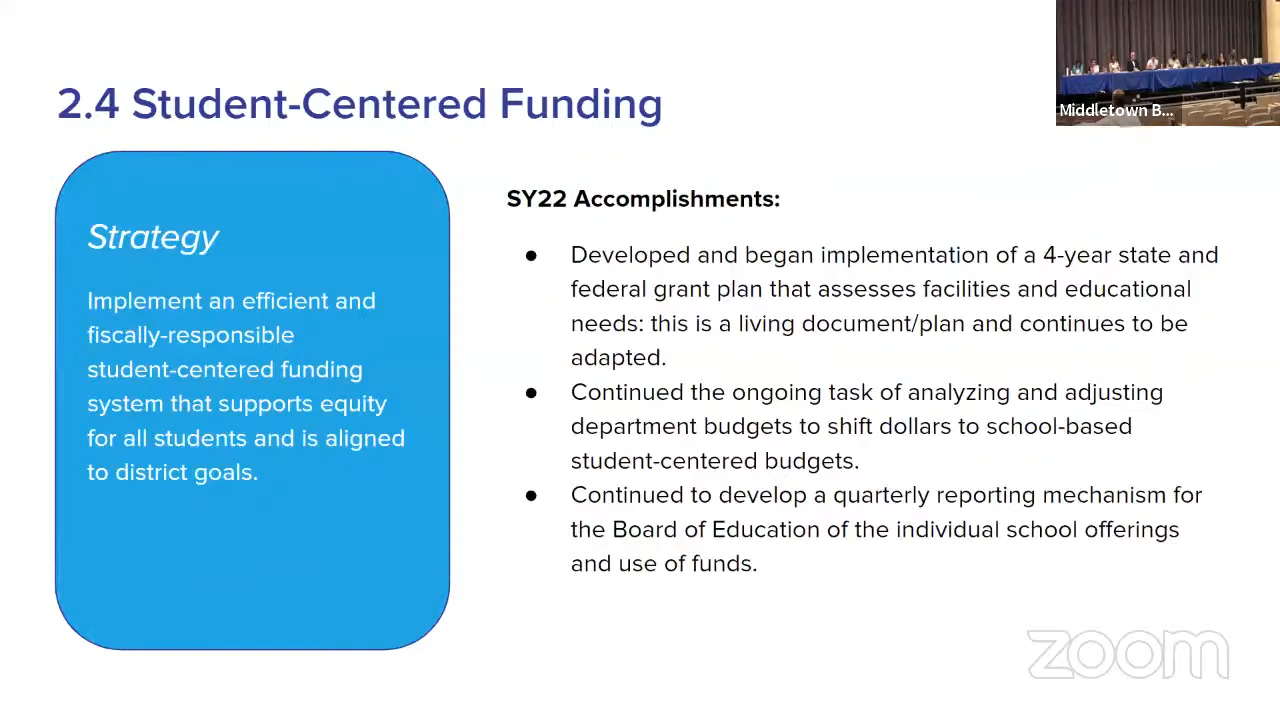 2.4 Student-Centered Funding
Middletown B...
Strategy
Implement an efficient and
fiscally-responsible
student-centered funding
system that supports equity
for all students and is aligned
to district goals.
SY22 Accomplishments:
● Developed and began implementation of a 4-year state and
federal grant plan that assesses facilities and educational
needs: this is a living document/plan and continues to be
adapted.
● Continued the ongoing task of analyzing and adjusting
department budgets to shift dollars to school-based
student-centered budgets.
● Continued to develop a quarterly reporting mechanism for
the Board of Education of the individual school offerings
and use of funds.
zoom